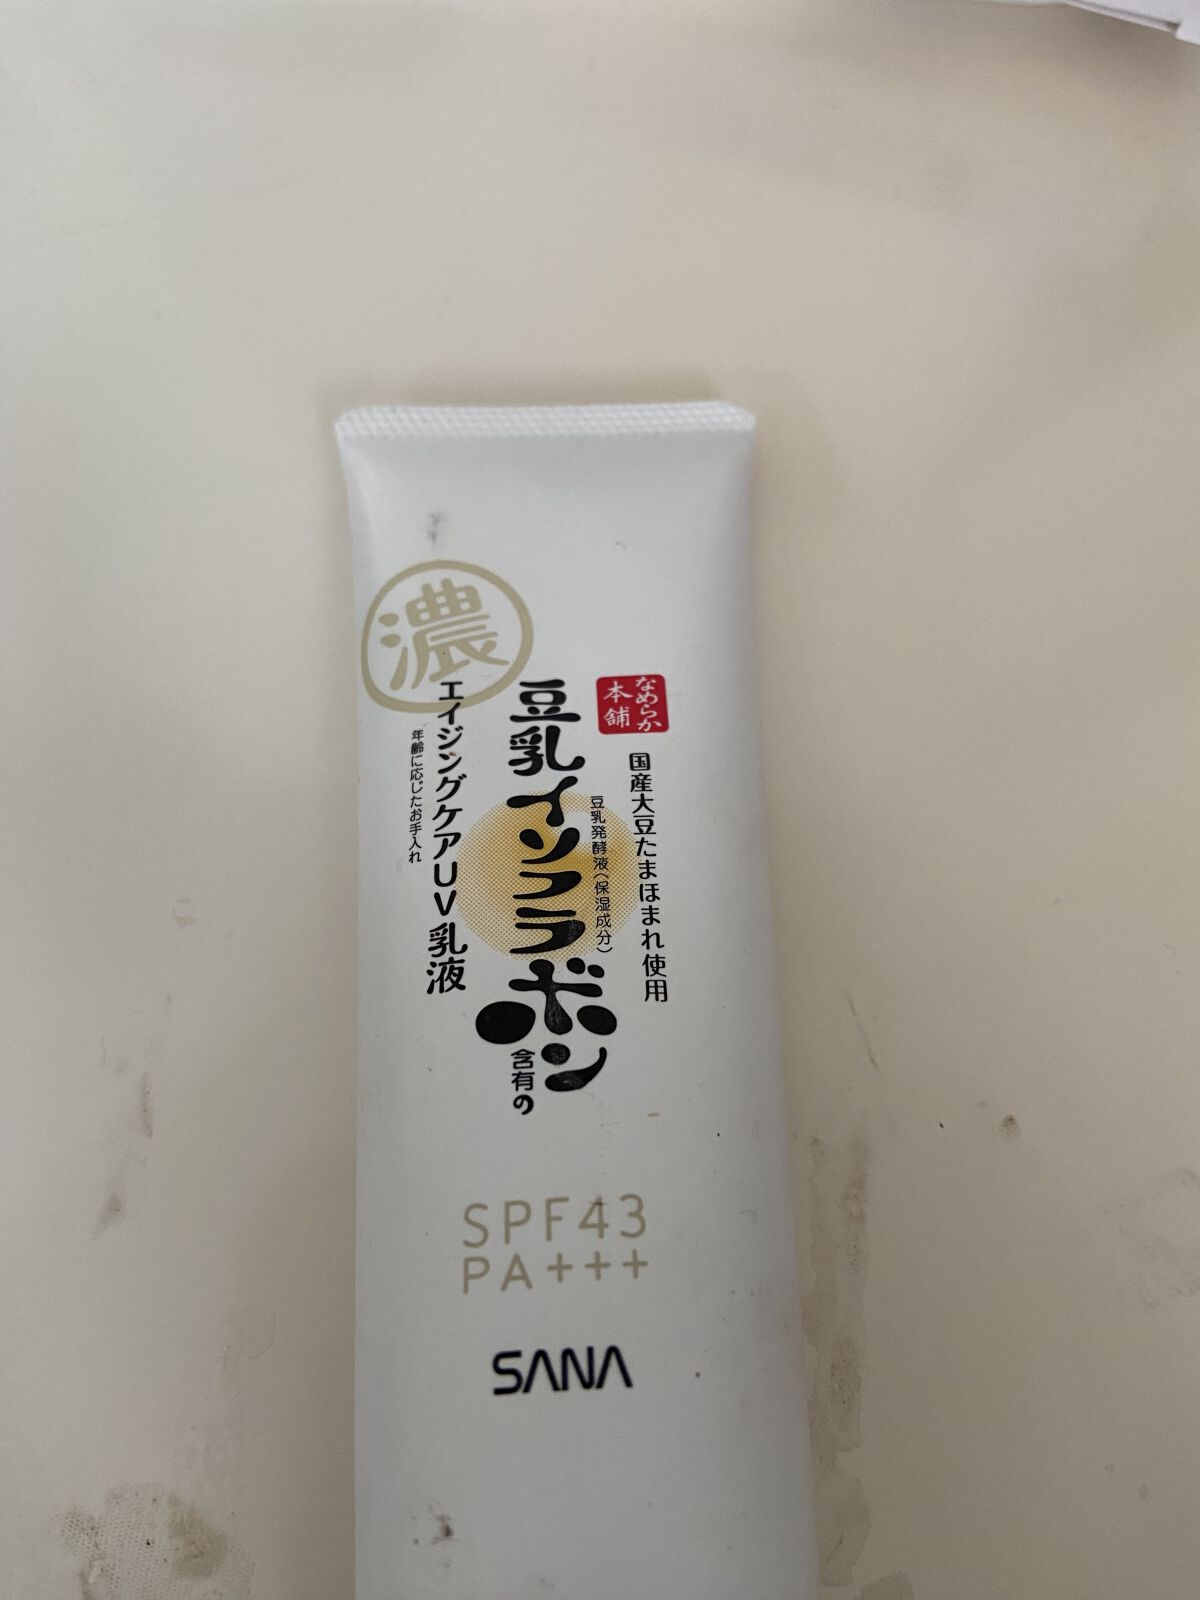 濃
なめらか
本舗
国産大豆たまほまれ使用
豆乳発酵液(保湿成分)
豆乳イソフラボン
含有の
エイジングケアUV乳液
年齢に応じたお手入れ
SPF43
PA+++
SANA